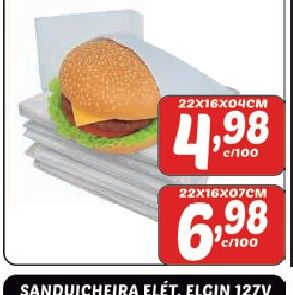 22X16X04CM
4,98
c/100
22X16X07CM
6,98
c/100
SANDUICHEIRA ELÉT. ELGIN 127V